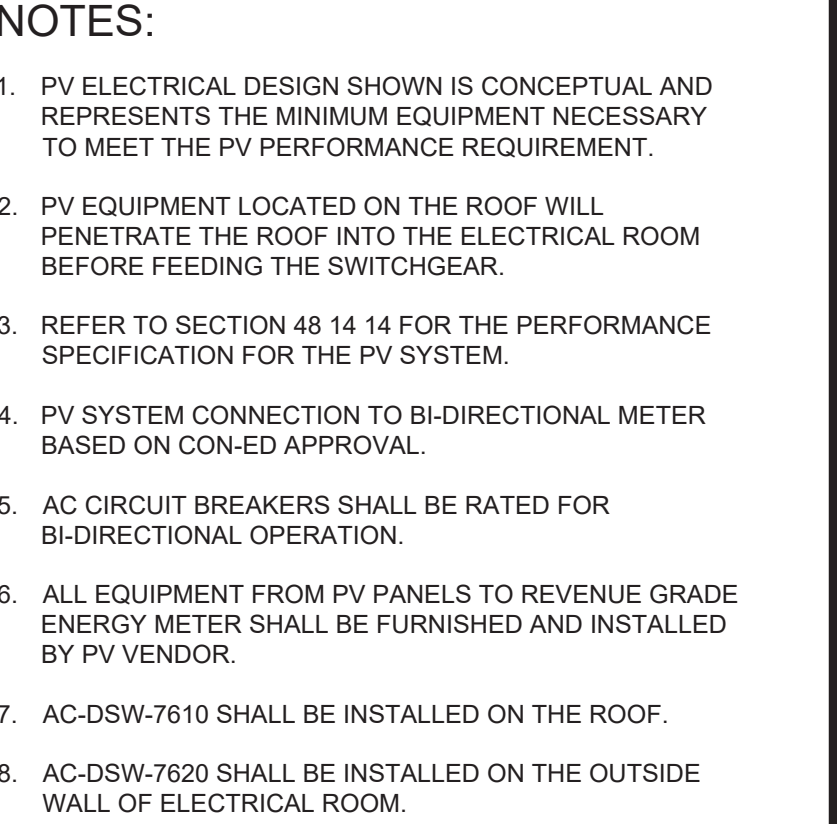 NOTES:
1. PV ELECTRICAL DESIGN SHOWN IS CONCEPTUAL AND
REPRESENTS THE MINIMUM EQUIPMENT NECESSARY
TO MEET THE PV PERFORMANCE REQUIREMENT.
2. PV EQUIPMENT LOCATED ON THE ROOF WILL
PENETRATE THE ROOF INTO THE ELECTRICAL ROOM
BEFORE FEEDING THE SWITCHGEAR.
3. REFER TO SECTION 48 14 14 FOR THE PERFORMANCE
SPECIFICATION FOR THE PV SYSTEM.
4. PV SYSTEM CONNECTION TO BI-DIRECTIONAL METER
BASED ON CON-ED APPROVAL.
5. AC CIRCUIT BREAKERS SHALL BE RATED FOR
BI-DIRECTIONAL OPERATION.
6. ALL EQUIPMENT FROM PV PANELS TO REVENUE GRADE
ENERGY METER SHALL BE FURNISHED AND INSTALLED
BY PV VENDOR.
7. AC-DSW-7610 SHALL BE INSTALLED ON THE ROOF.
8. AC-DSW-7620 SHALL BE INSTALLED ON THE OUTSIDE
WALL OF ELECTRICAL ROOM.